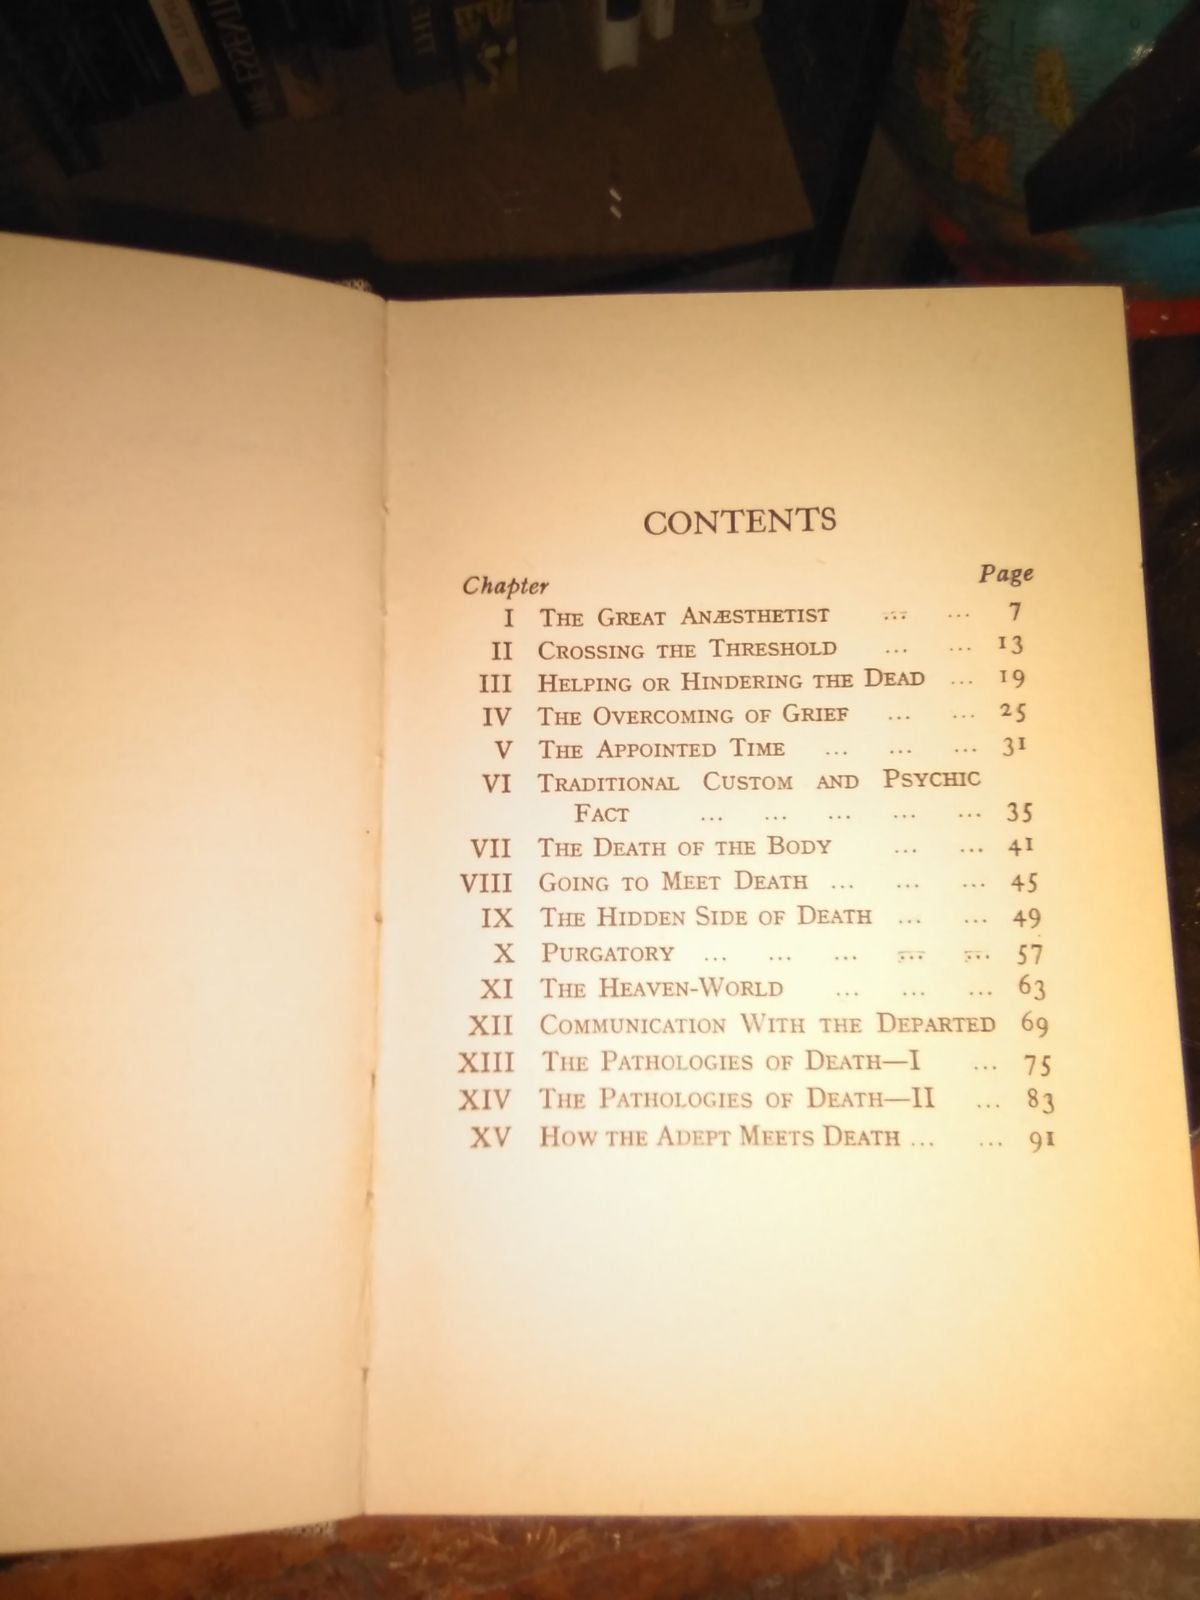 THE
CONTENTS
Chapter Page
I THE GREAT ANÆSTHETIST ... ... 7
II CROSSING THE THRESHOLD ... ... 13
III HELPING OR HINDERING THE DEAD ... 19
IV THE OVERCOMING OF GRIEF ... ... 25
V THE APPOINTED TIME ... ... ... 31
VI TRADITIONAL CUSTOM AND PSYCHIC
FACT ... ... ... ... ... 35
VII THE DEATH OF THE BODY ... ... 41
VIII GOING TO MEET DEATH ... ... ... 45
IX THE HIDDEN SIDE OF DEATH ... ... 49
X PURGATORY ... ... ... ... ... 57
XI THE HEAVEN-WORLD ... ... ... 63
XII COMMUNICATION WITH THE DEPARTED 69
XIII THE PATHOLOGIES OF DEATH—I ... 75
XIV THE PATHOLOGIES OF DEATH—II ... 83
XV HOW THE ADEPT MEETS DEATH ... ... 91